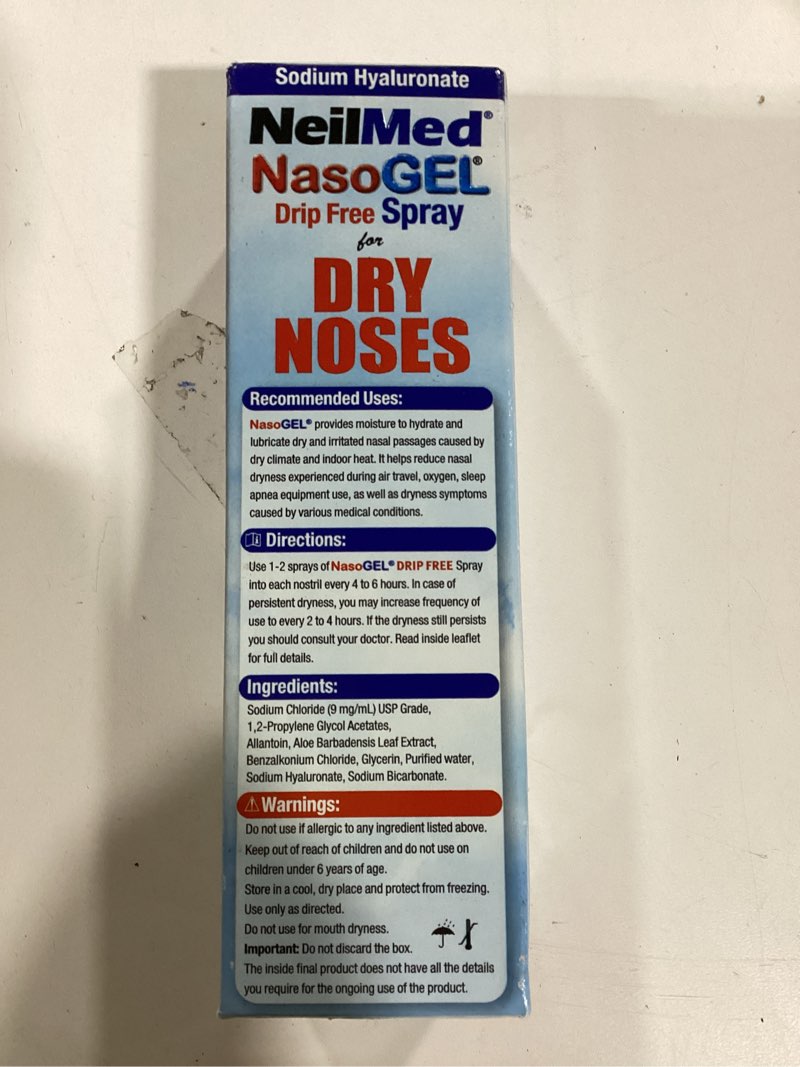 Sodium Hyaluronate
NeilMed®
NasoGEL®
Drip Free Spray
for
DRY
NOSES
Recommended Uses:
NasoGEL® provides moisture to hydrate and
lubricate dry and irritated nasal passages caused by
dry climate and indoor heat. It helps reduce nasal
dryness experienced during air travel, oxygen, sleep
apnea equipment use, as well as dryness symptoms
caused by various medical conditions.
Directions:
Use 1-2 sprays of NasoGEL® DRIP FREE Spray
into each nostril every 4 to 6 hours. In case of
persistent dryness, you may increase frequency of
use to every 2 to 4 hours. If the dryness still persists
you should consult your doctor. Read inside leaflet
for full details.
Ingredients:
Sodium Chloride (9 mg/mL) USP Grade,
1,2-Propylene Glycol Acetates,
Allantoin, Aloe Barbadensis Leaf Extract,
Benzalkonium Chloride, Glycerin, Purified water,
Sodium Hyaluronate, Sodium Bicarbonate.
Warnings:
Do not use if allergic to any ingredient listed above.
Keep out of reach of children and do not use on
children under 6 years of age.
Store in a cool, dry place and protect from freezing.
Use only as directed.
Do not use for mouth dryness.
Important: Do not discard the box.
The inside final product does not have all the details
you require for the ongoing use of the product.